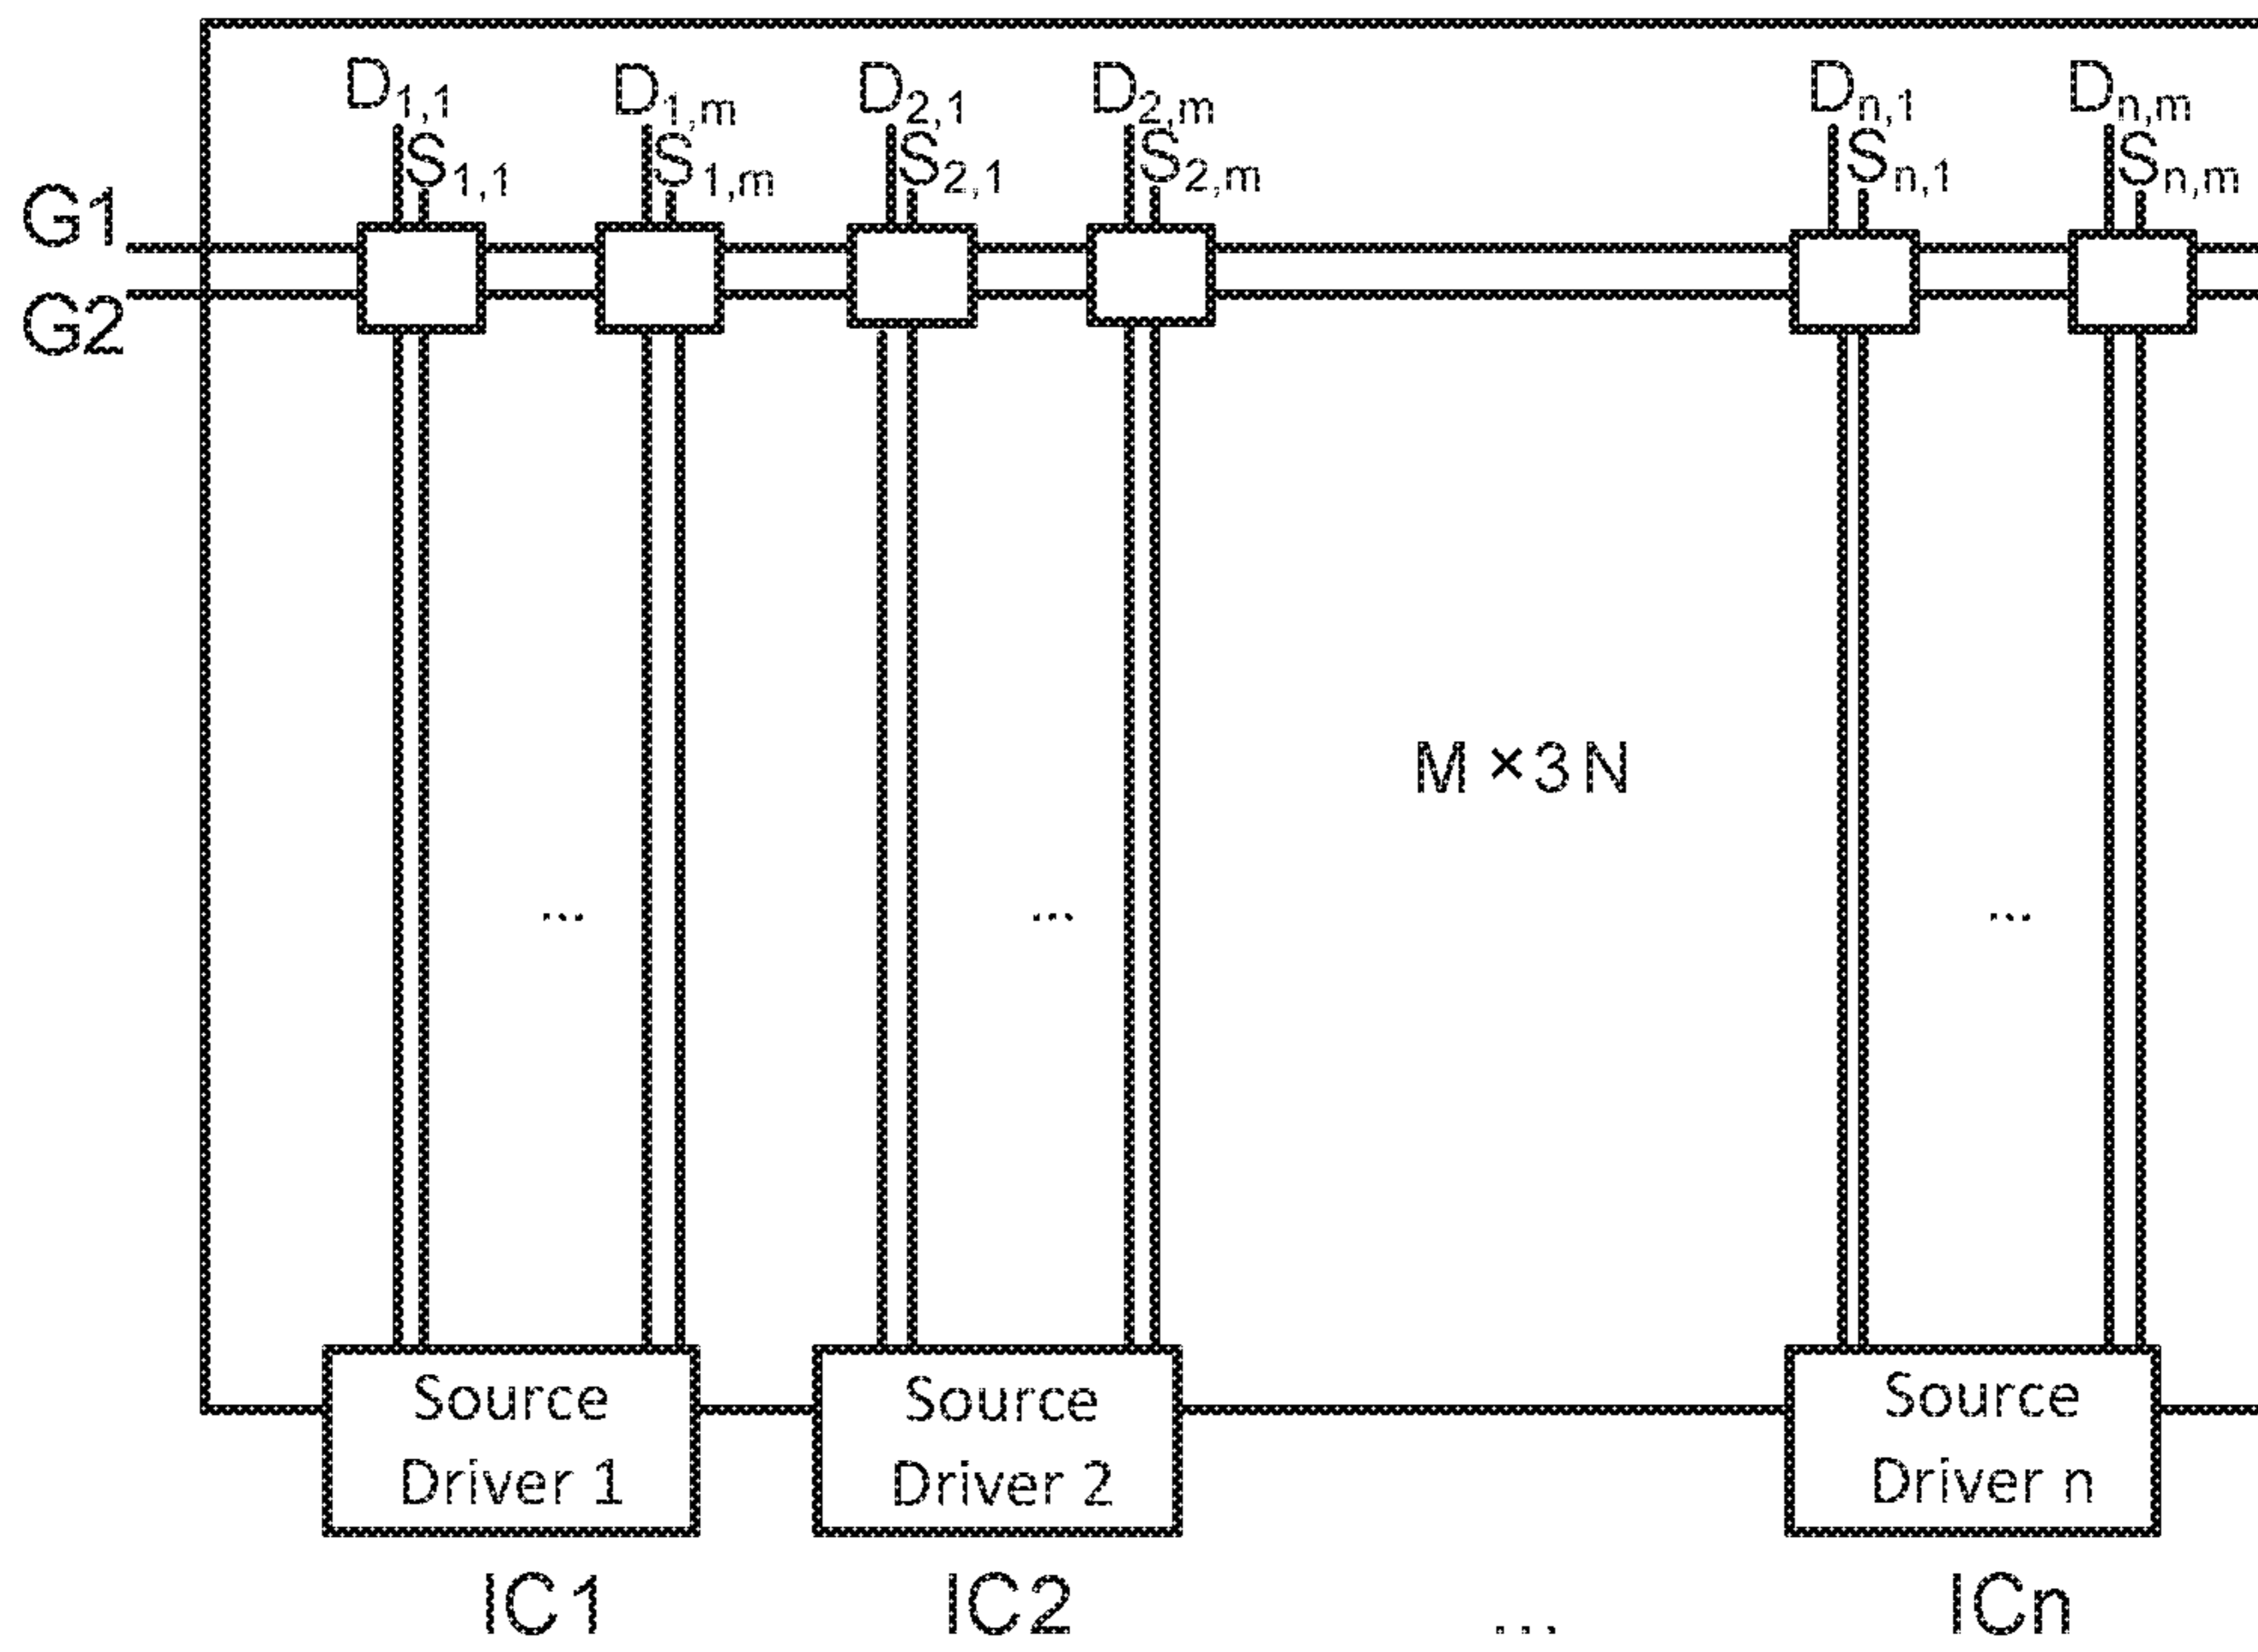 D1,1 D1,m D2,1 D2,m Dn,1 Dn,m
S1,1 S1,m S2,1 S2,m Sn,1 Sn,m
G1
G2
M × 3 N
... ... ...
Source Driver 1
Source Driver 2
Source Driver n
IC1 IC2 ... ICn